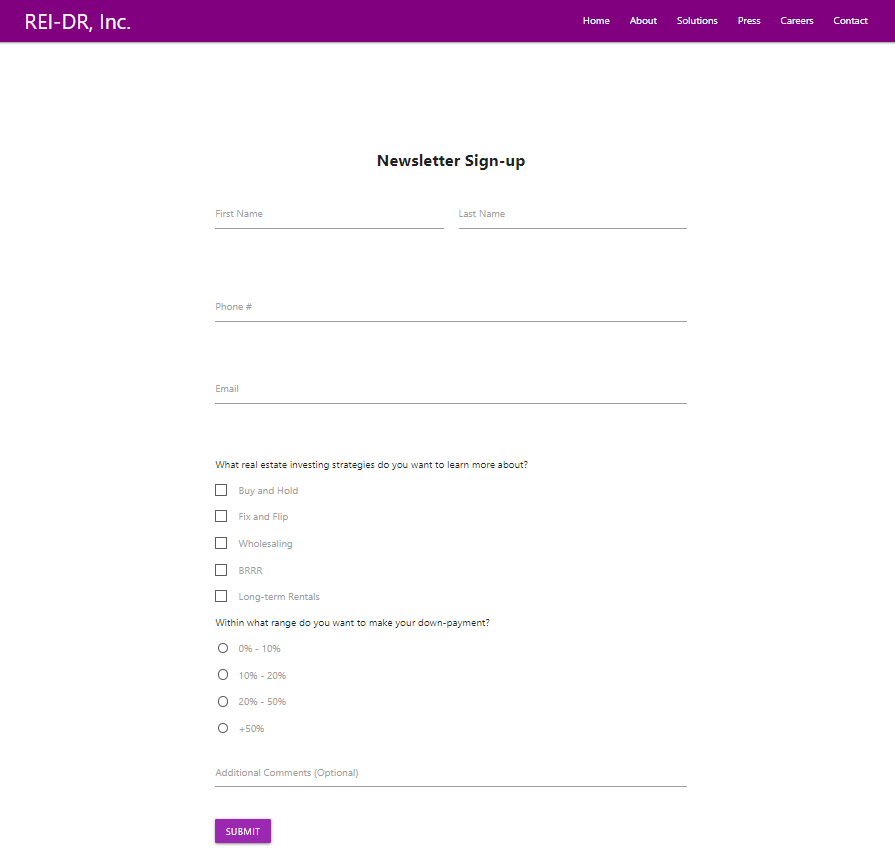 REI-DR, Inc. Home About Solutions Press Careers Contact
Newsletter Sign-up
First Name Last Name
Phone #
Email
What real estate investing strategies do you want to learn more about?
Buy and Hold
Fix and Flip
Wholesaling
BRRR
Long-term Rentals
Within what range do you want to make your down-payment?
0% - 10%
10% - 20%
20% - 50%
+50%
Additional Comments (Optional)
SUBMIT